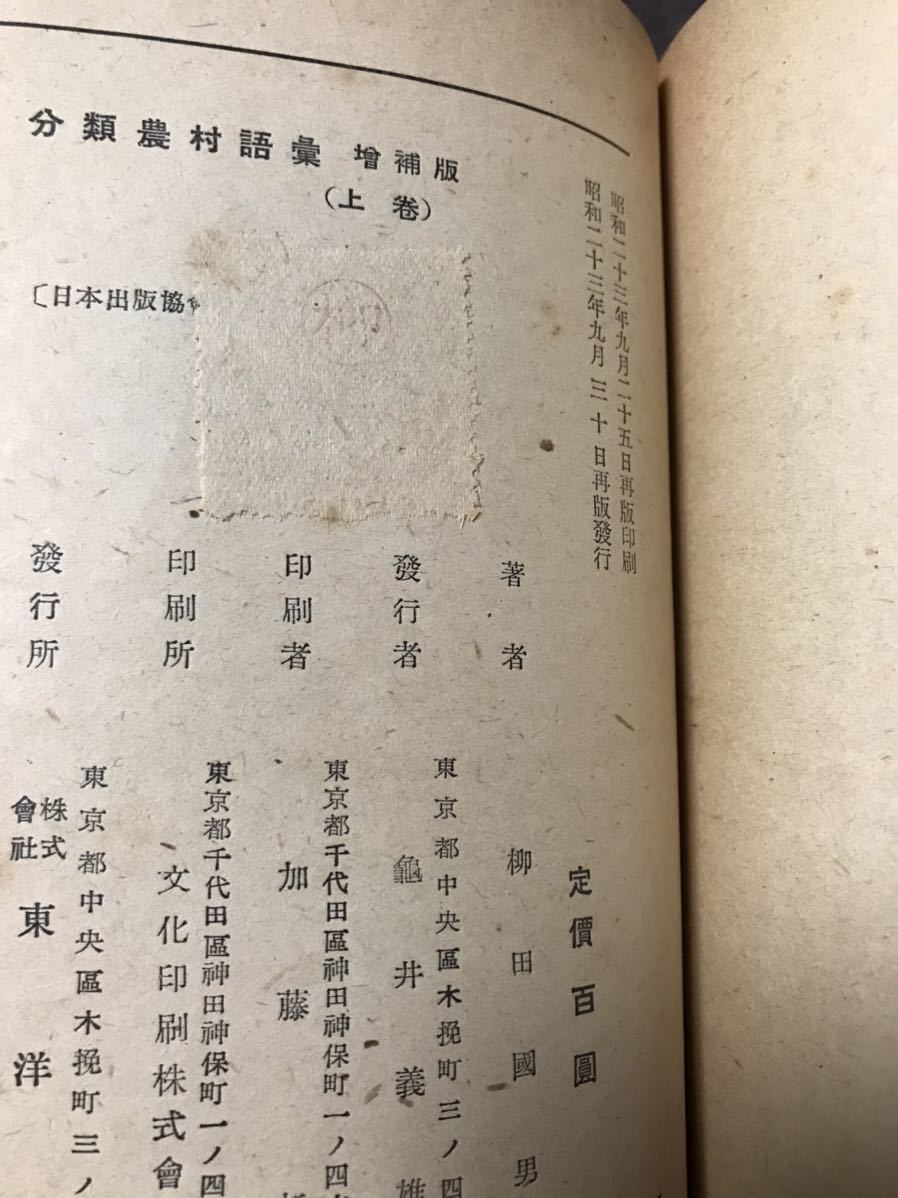 分類農村語彙 增補版
(上卷)
〔日本出版協會
昭和二十三年九月二十五日再版印刷
昭和二十三年九月三十日再版發行
定價百圓
著者
柳田國男
發行者
東京都中央區木挽町三ノ四
龜井義雄
印刷者
東京都千代田區神田神保町一ノ四
加藤
印刷所
東京都千代田區神田神保町一ノ四
文化印刷株式會
發行所
東京都中央區木挽町三ノ
株式會社 東洋